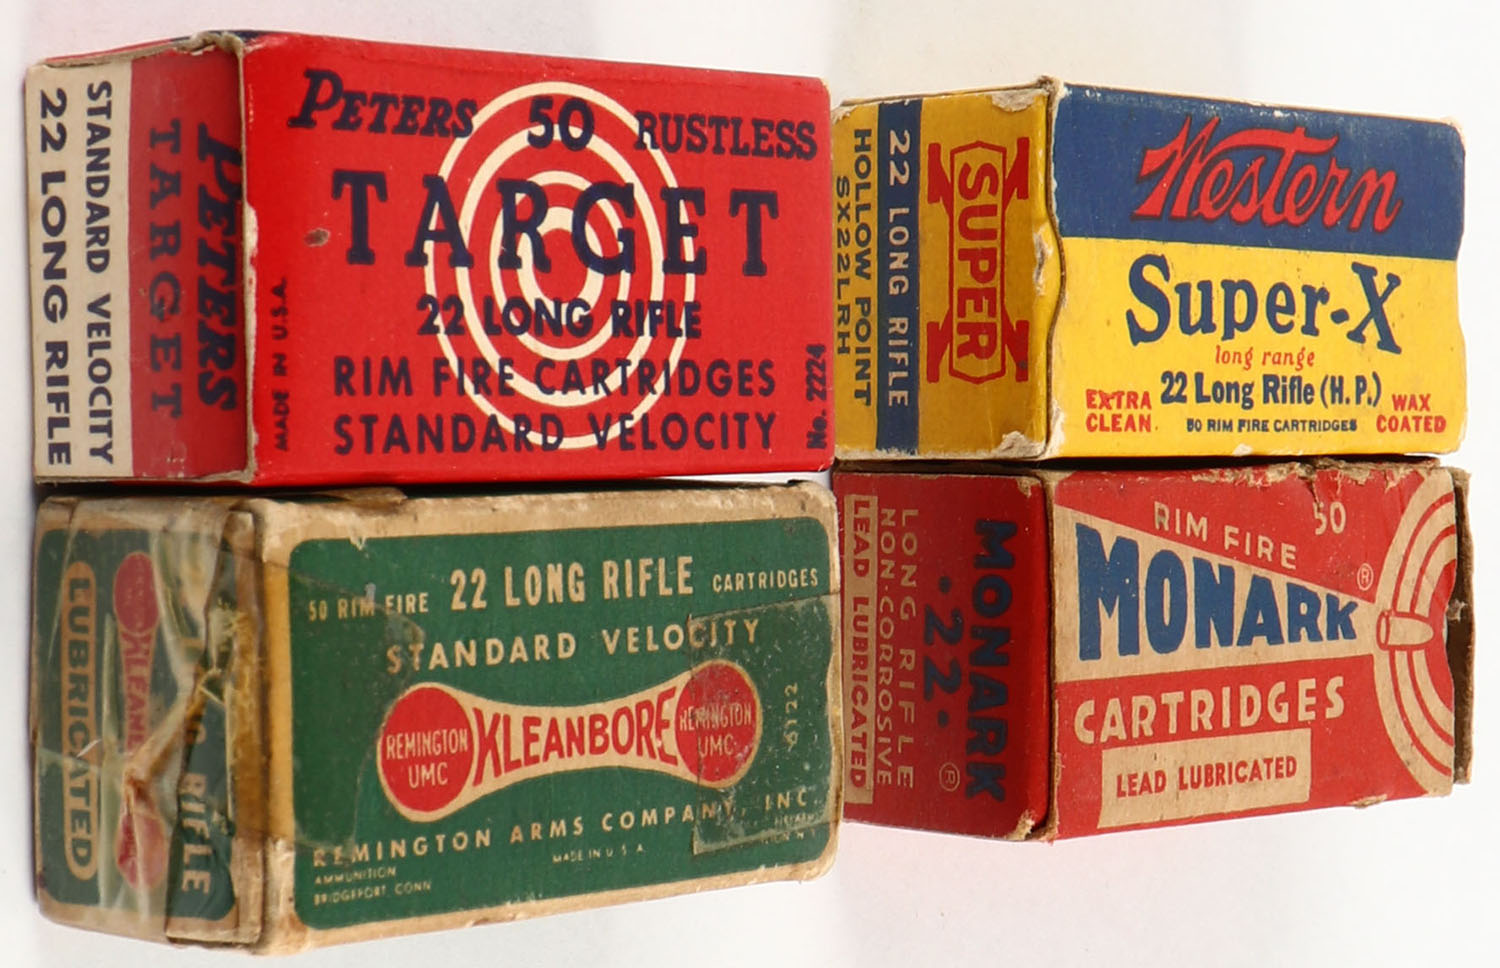 STANDARD VELOCITY
22 LONG RIFLE
PETERS
TARGET
PETERS 50 RUSTLESS
TARGET
22 LONG RIFLE
RIM FIRE CARTRIDGES
STANDARD VELOCITY
MADE IN U.S.A.
No. 2224
SUPER
22 LONG RIFLE
HOLLOW POINT
SX22LRH
Western
Super-X
long range
22 Long Rifle (H. P.)
EXTRA CLEAN
50 RIM FIRE CARTRIDGES
WAX COATED
LUBRICATED
KLEANB
RIFLE
50 RIM FIRE 22 LONG RIFLE CARTRIDGES
STANDARD VELOCITY
REMINGTON UMC
KLEANBORE
REMINGTON UMC
6122
REMINGTON ARMS COMPANY, INC.
MADE IN U. S. A.
AMMUNITION
BRIDGEPORT CONN
MONARK
• 22 •
LONG RIFLE
NON-CORROSIVE
LEAD LUBRICATED
®
RIM FIRE 50
MONARK ®
CARTRIDGES
LEAD LUBRICATED